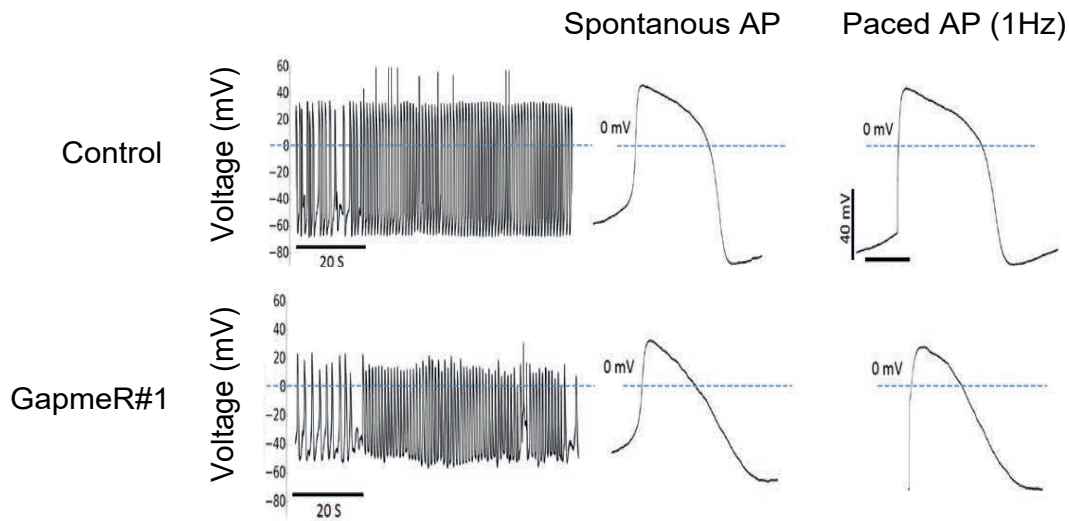 Spontanous AP
Paced AP (1Hz)
Control
Voltage (mV)
60
40
20
0
−20
−40
−60
−80
20 S
0 mV
0 mV
40 mV
GapmeR#1
Voltage (mV)
60
40
20
0
−20
−40
−60
−80
20 S
0 mV
0 mV